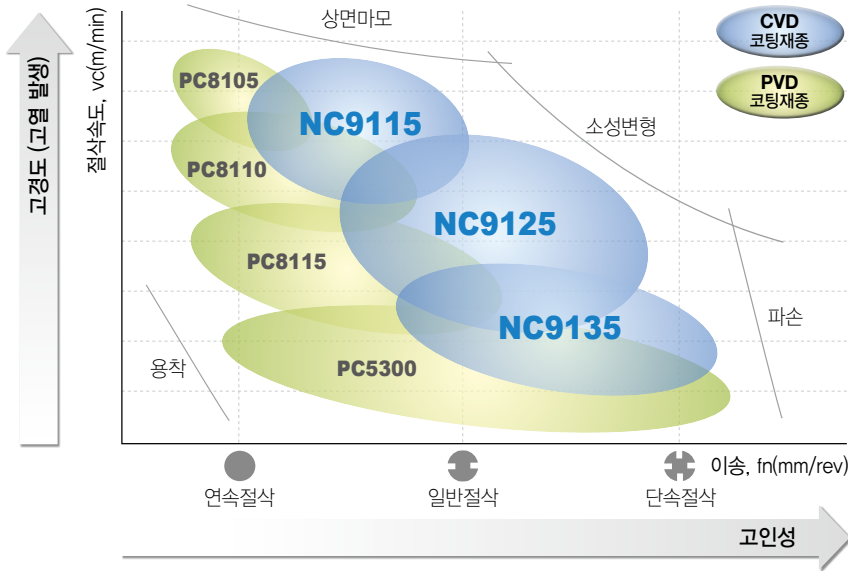 상면마모
CVD
코팅재종
PVD
코팅재종
고경도 (고열 발생)
절삭속도, vc(m/min)
PC8105
NC9115
소성변형
PC8110
NC9125
PC8115
NC9135
파손
용착
PC5300
이송, fn(mm/rev)
연속절삭
일반절삭
단속절삭
고인성